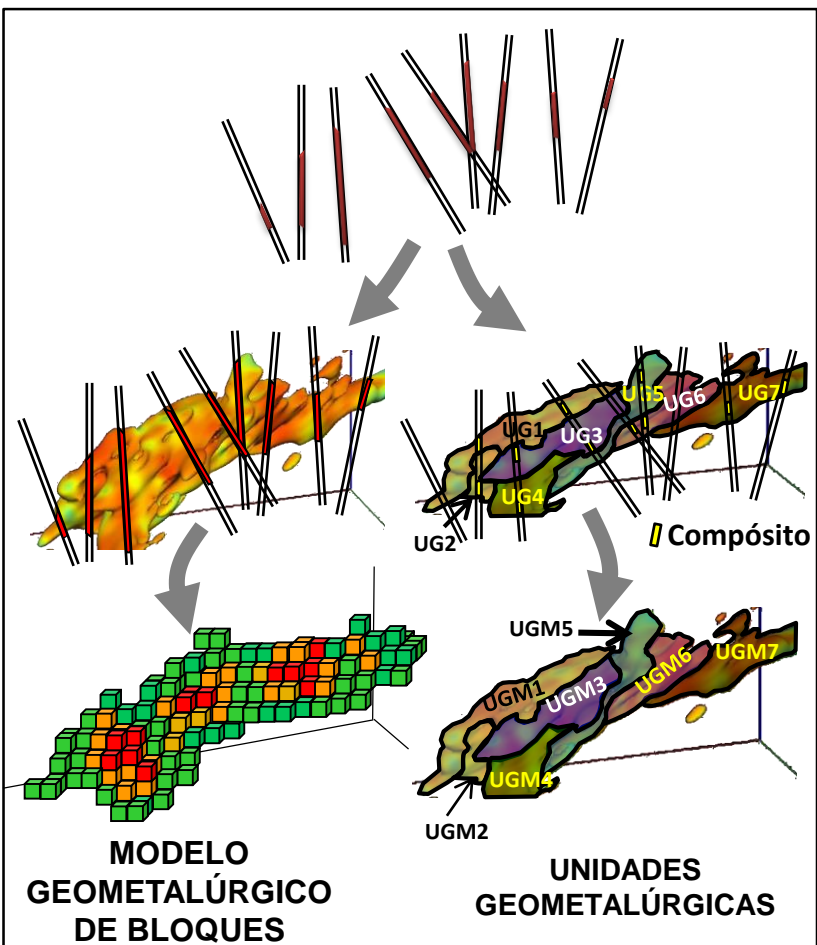 UG1
UG3
UG5
UG6
UG7
UG4
UG2
Compósito
UGM5
UGM1
UGM3
UGM6
UGM7
UGM4
UGM2
MODELO
GEOMETALÚRGICO
DE BLOQUES
UNIDADES
GEOMETALÚRGICAS